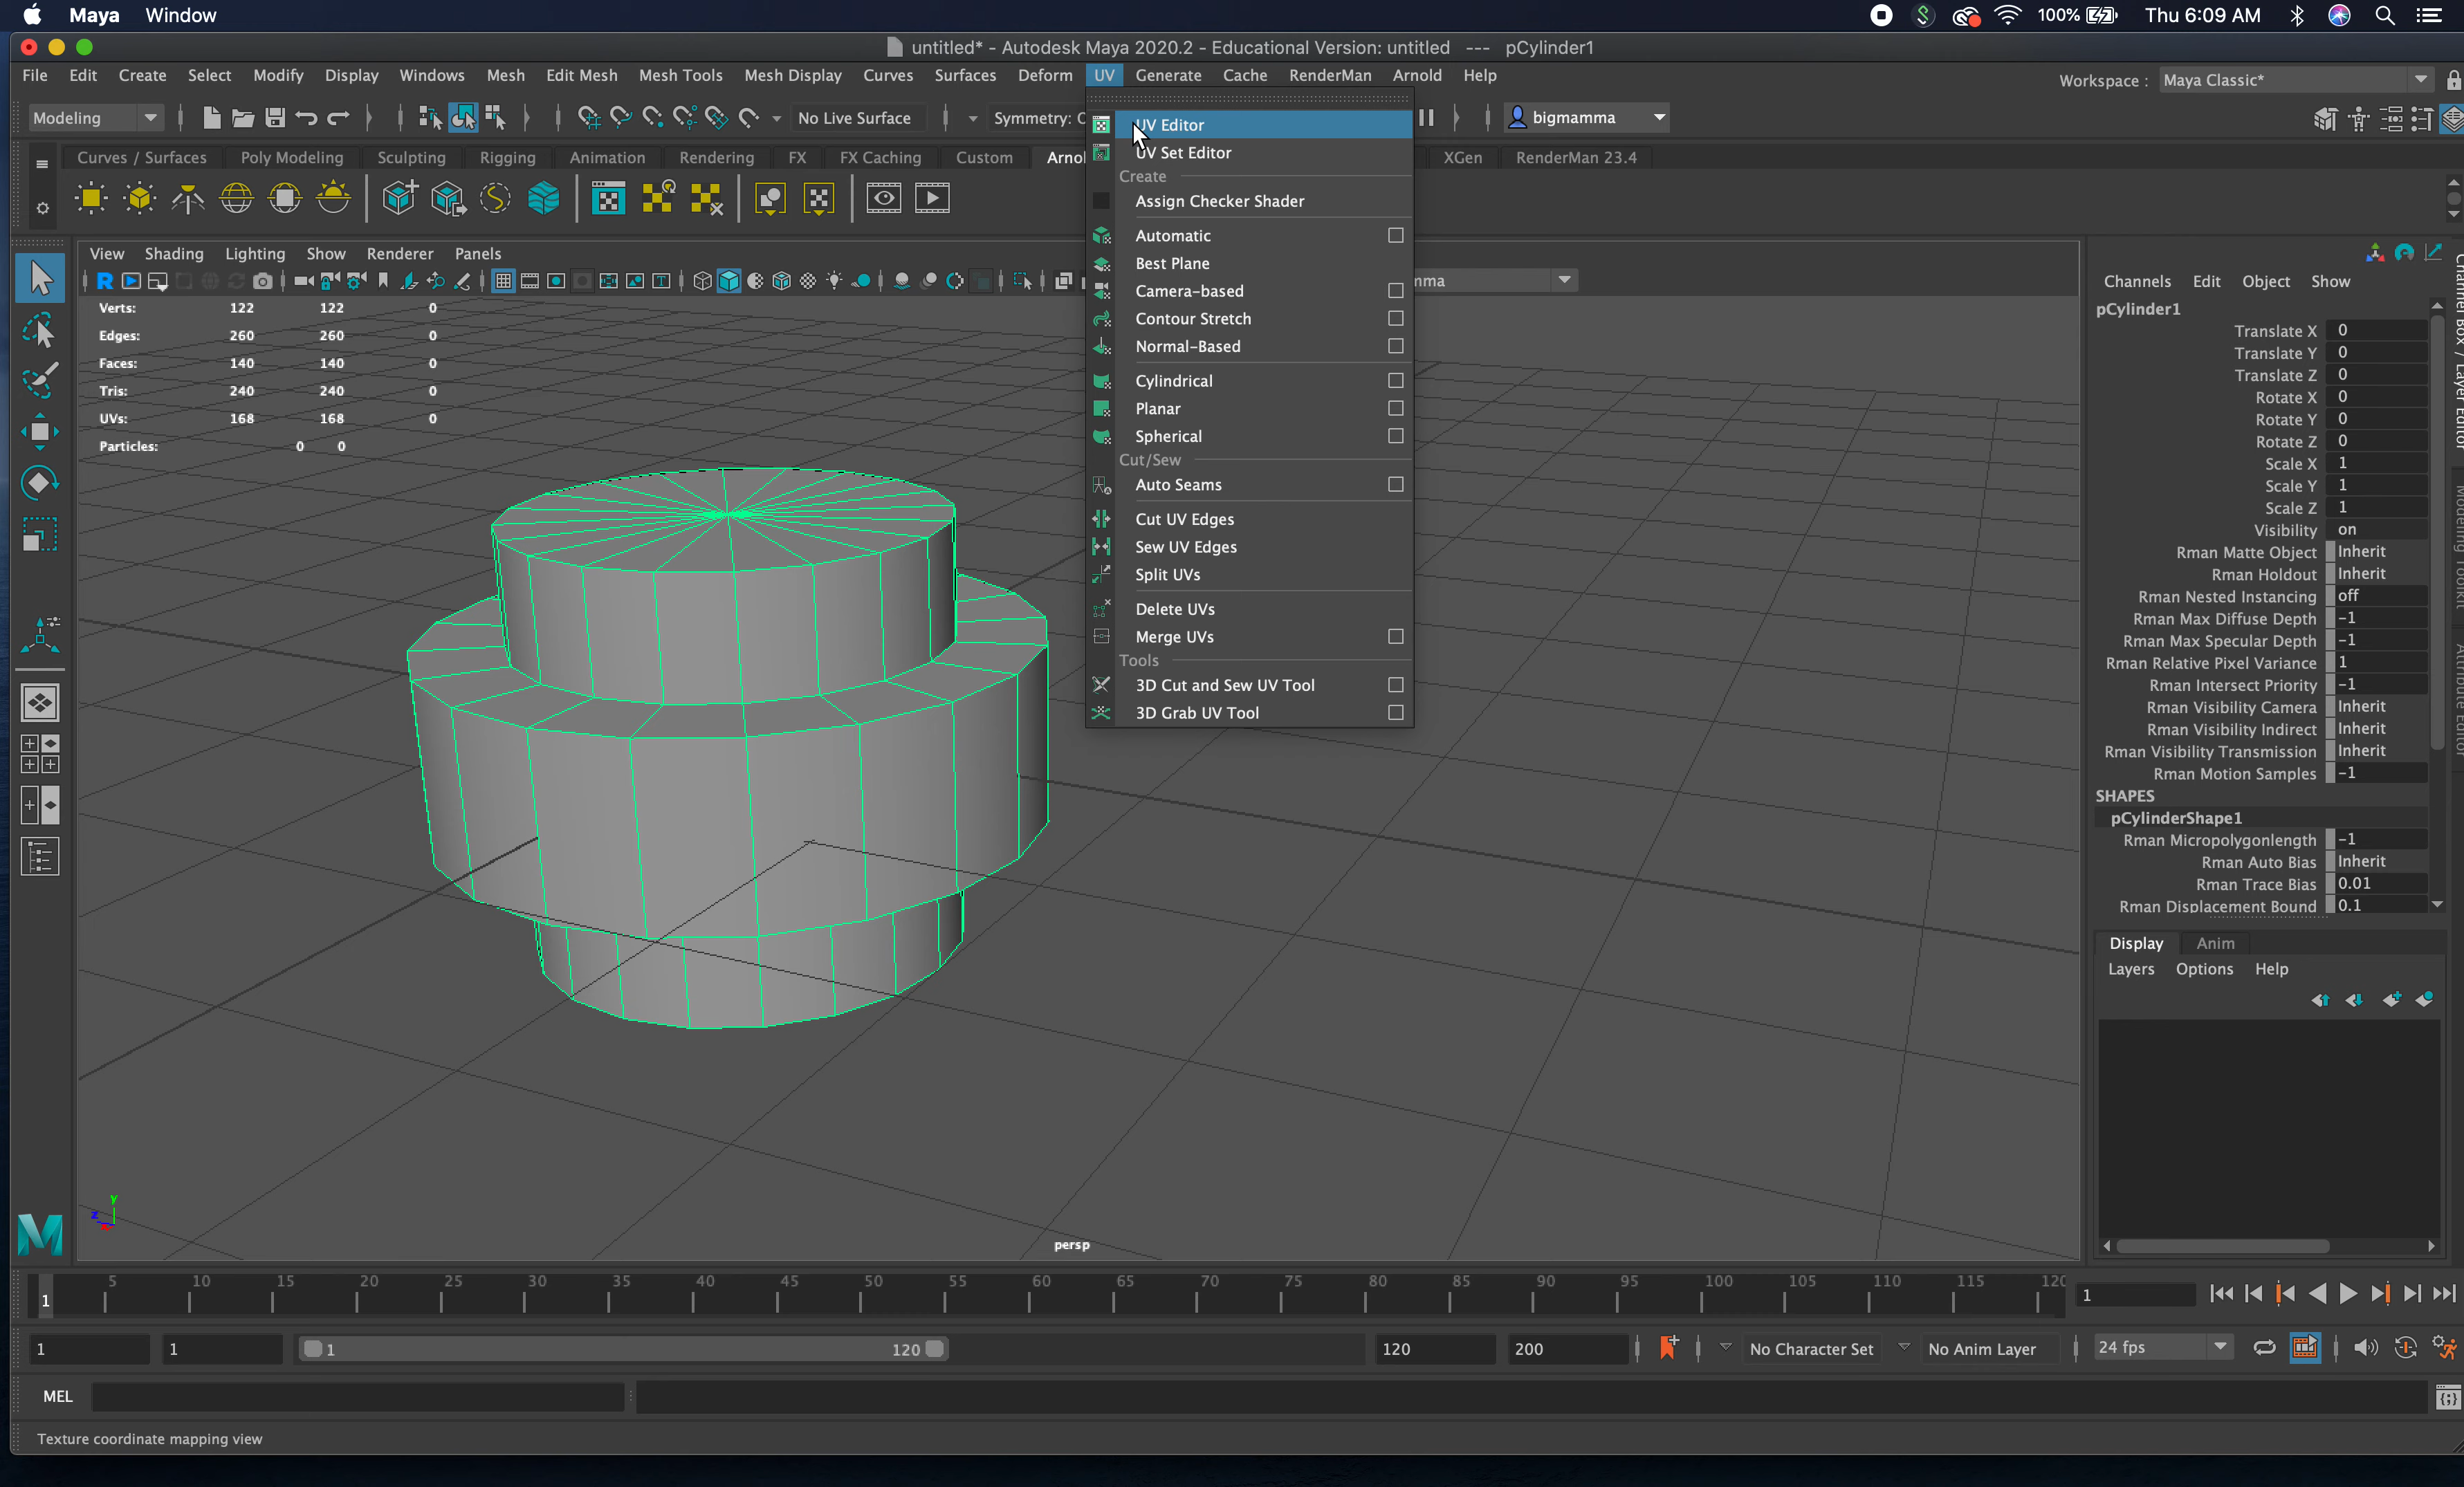 Maya Window 100% Thu 6:09 AM
untitled* - Autodesk Maya 2020.2 - Educational Version: untitled --- pCylinder1
File Edit Create Select Modify Display Windows Mesh Edit Mesh Mesh Tools Mesh Display Curves Surfaces Deform UV Generate Cache RenderMan Arnold Help Workspace : Maya Classic*
Modeling No Live Surface Symmetry: bigmamma
Curves / Surfaces Poly Modeling Sculpting Rigging Animation Rendering FX FX Caching Custom XGen RenderMan 23.4
UV Editor
UV Set Editor
Create
Assign Checker Shader
Automatic
Best Plane
Camera-based
Contour Stretch
Normal-Based
Cylindrical
Planar
Spherical
Cut/Sew
Auto Seams
Cut UV Edges
Sew UV Edges
Split UVs
Delete UVs
Merge UVs
Tools
3D Cut and Sew UV Tool
3D Grab UV Tool
View Shading Lighting Show Renderer Panels
Verts: 122 122 0
Edges: 260 260 0
Faces: 140 140 0
Tris: 240 240 0
UVs: 168 168 0
Particles: 0 0
persp
y
z
Channels Edit Object Show
pCylinder1
Translate X 0
Translate Y 0
Translate Z 0
Rotate X 0
Rotate Y 0
Rotate Z 0
Scale X 1
Scale Y 1
Scale Z 1
Visibility on
Rman Matte Object Inherit
Rman Holdout Inherit
Rman Nested Instancing off
Rman Max Diffuse Depth -1
Rman Max Specular Depth -1
Rman Relative Pixel Variance 1
Rman Intersect Priority -1
Rman Visibility Camera Inherit
Rman Visibility Indirect Inherit
Rman Visibility Transmission Inherit
Rman Motion Samples -1
SHAPES
pCylinderShape1
Rman Micropolygonlength -1
Rman Auto Bias Inherit
Rman Trace Bias 0.01
Rman Displacement Bound 0.1
Channel Box / Layer Editor
Modeling Toolkit
Attribute Editor
Display Anim
Layers Options Help
1 5 10 15 20 25 30 35 40 45 50 55 60 65 70 75 80 85 90 95 100 105 110 115 120 1
1 1 1 120 120 200 No Character Set No Anim Layer 24 fps
MEL
Texture coordinate mapping view